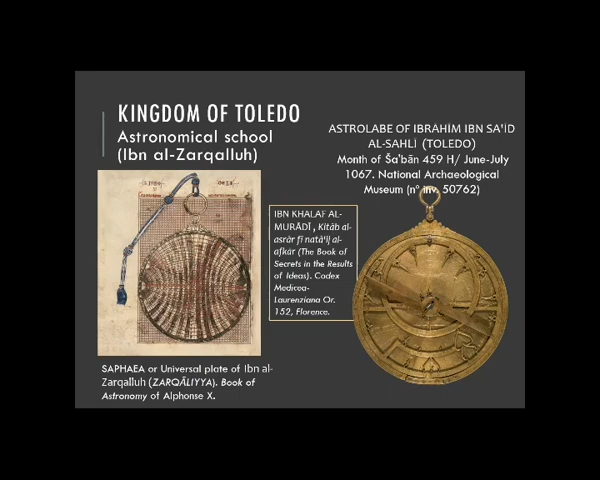 KINGDOM OF TOLEDO
Astronomical school
(Ibn al-Zarqalluh)
ASTROLABE OF IBRĀHĪM IBN SA'ĪD
AL-SAHLĪ (TOLEDO)
Month of Ša'bān 459 H/ June-July
1067. National Archaeological
Museum (nº inv. 50762)
IBN KHALAF AL-
MURĀDĪ, Kitāb al-
asrār fī natā'iŷ al-
afkār (The Book of
Secrets in the Results
of Ideas). Codex
Medicea-
Laurenziana Or.
152, Florence.
SAPHAEA or Universal plate of Ibn al-
Zarqalluh (ZARQĀLIYYA). Book of
Astronomy of Alphonse X.